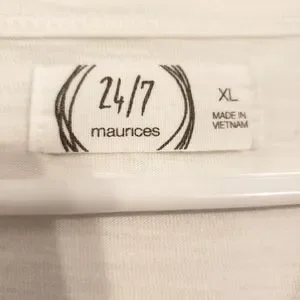 24/7
maurices
XL
MADE IN
VIETNAM